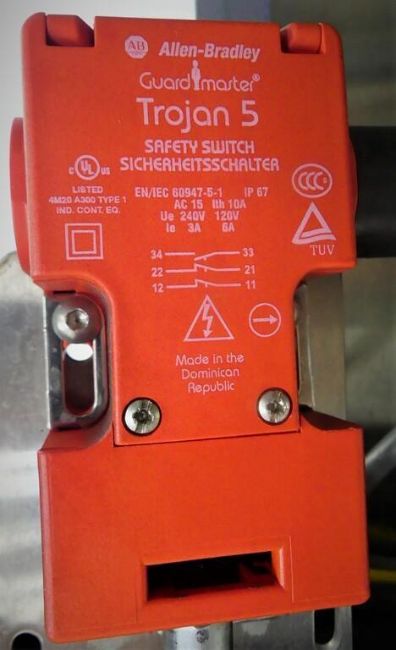 AB
Allen-Bradley
Guardmaster®
Trojan 5
SAFETY SWITCH
SICHERHEITSSCHALTER
c UL US
LISTED
4M20 A300 TYPE 1
IND. CONT. EQ.
EN/IEC 60947-5-1 IP 67
AC 15 Ith 10A
Ue 240V 120V
Ie 3A 6A
CCC
TUV
34 33
22 21
12 11
Made in the
Dominican
Republic